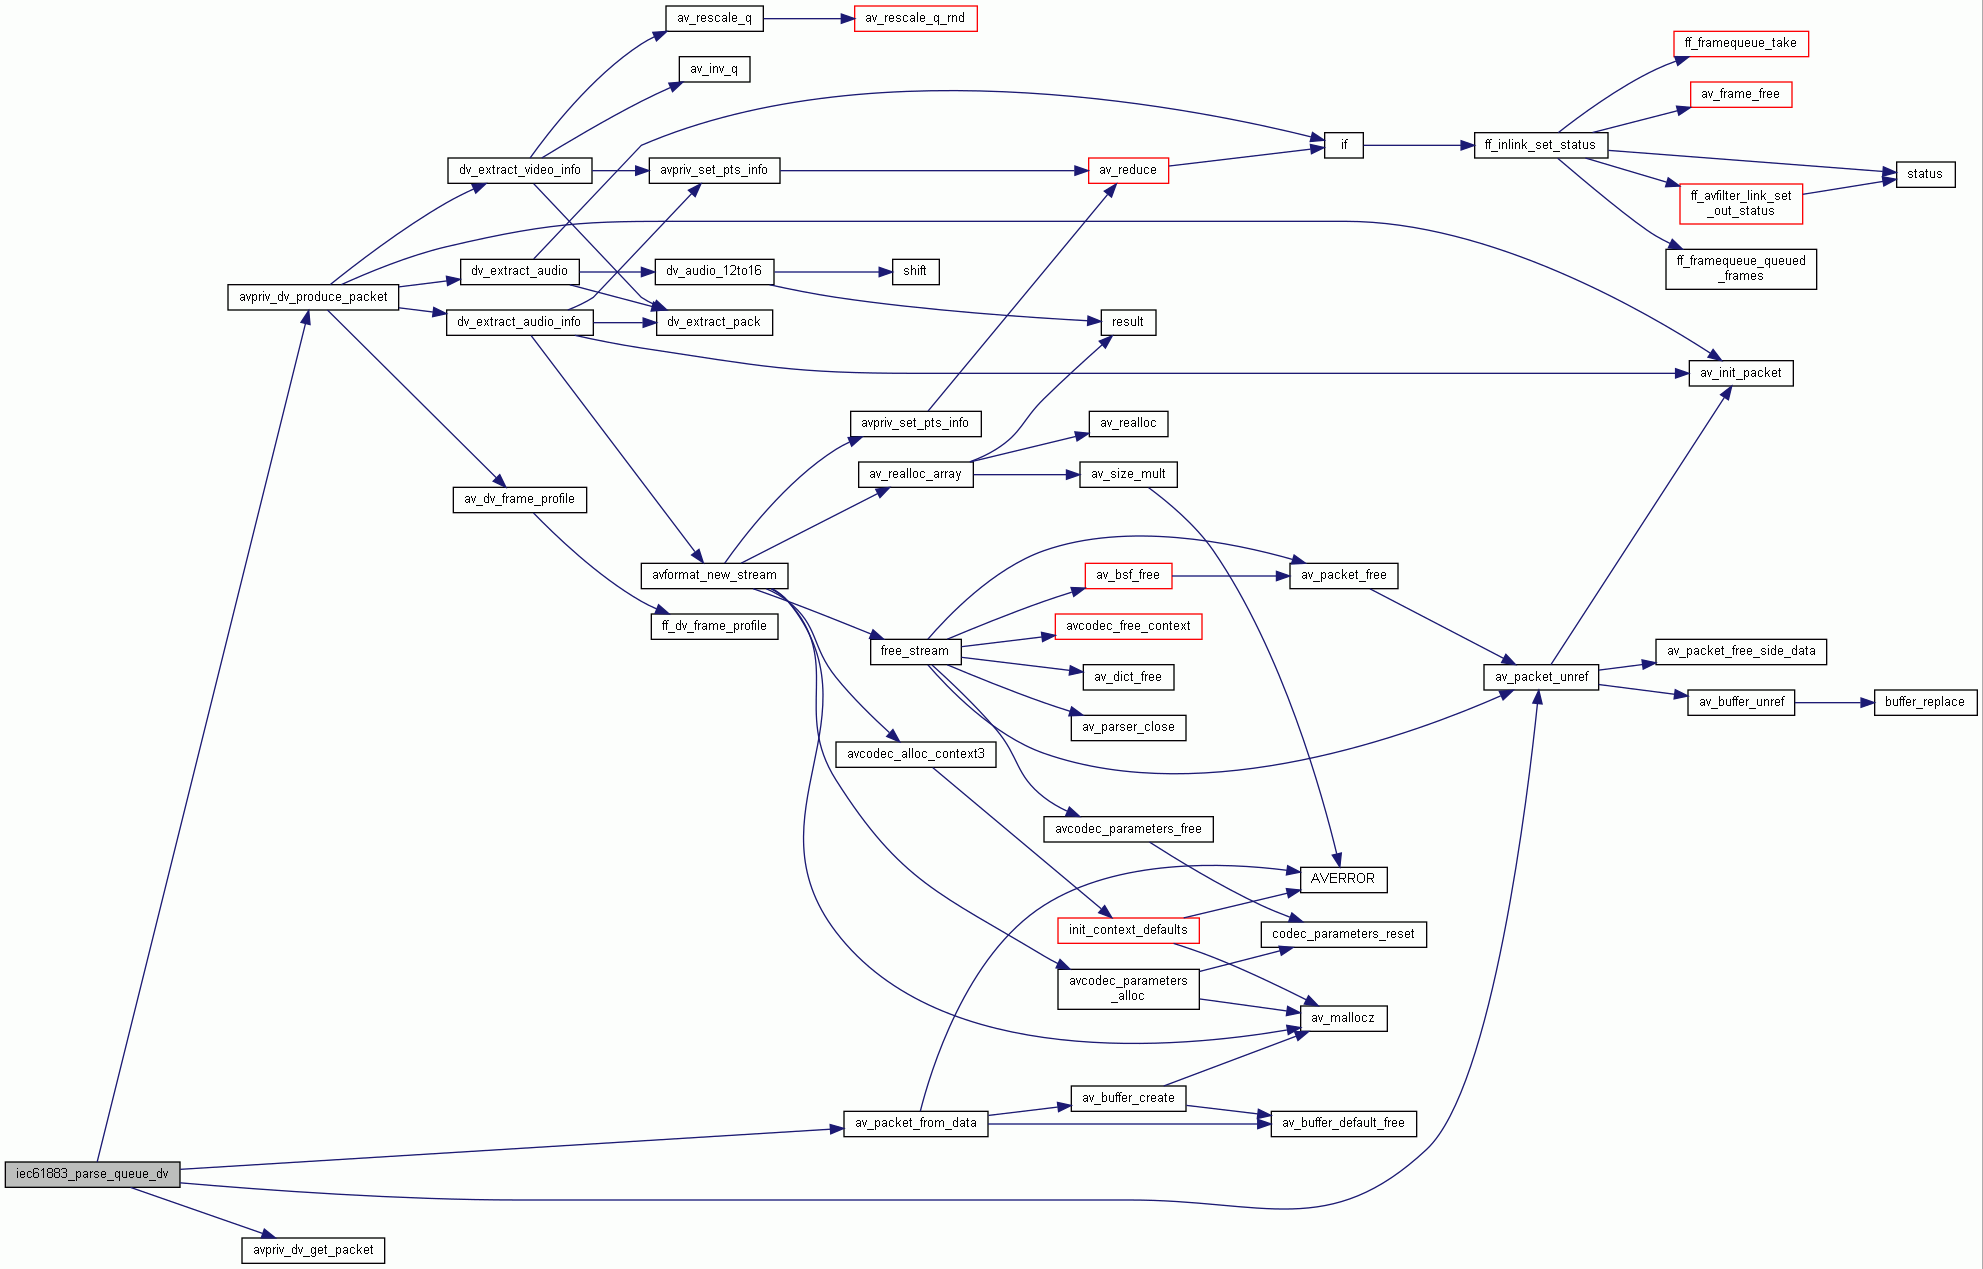 av_rescale_q
av_rescale_q_rnd
ff_framequeue_take
av_inv_q
av_frame_free
if
ff_inlink_set_status
dv_extract_video_info
avpriv_set_pts_info
av_reduce
status
ff_avfilter_link_set
_out_status
dv_extract_audio
dv_audio_12to16
shift
ff_framequeue_queued
_frames
avpriv_dv_produce_packet
dv_extract_audio_info
dv_extract_pack
result
av_init_packet
avpriv_set_pts_info
av_realloc
av_realloc_array
av_size_mult
av_dv_frame_profile
avformat_new_stream
av_bsf_free
av_packet_free
ff_dv_frame_profile
avcodec_free_context
free_stream
av_packet_free_side_data
av_dict_free
av_packet_unref
av_buffer_unref
buffer_replace
av_parser_close
avcodec_alloc_context3
avcodec_parameters_free
AVERROR
init_context_defaults
codec_parameters_reset
avcodec_parameters
_alloc
av_mallocz
av_buffer_create
av_packet_from_data
av_buffer_default_free
iec61883_parse_queue_dv
avpriv_dv_get_packet